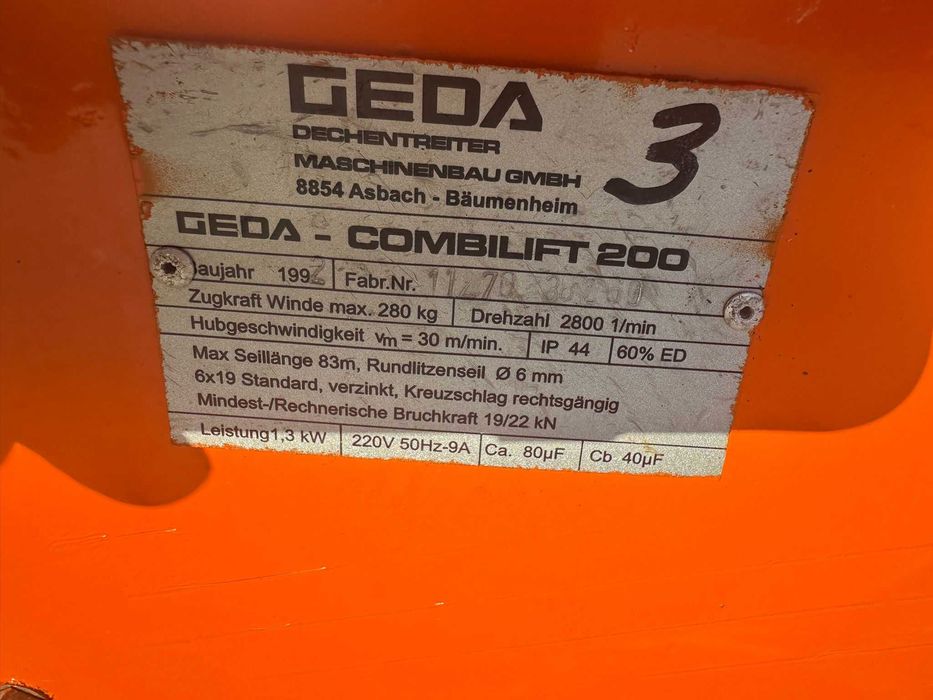 GEDA
3
DECHENTREITER
MASCHINENBAU GMBH
8854 Asbach - Bäumenheim
GEDA - COMBILIFT 200
Baujahr 1992 Fabr.Nr.
Zugkraft Winde max. 280 kg Drehzahl 2800 1/min
Hubgeschwindigkeit vm = 30 m/min. IP 44 60% ED
Max Seillänge 83m, Rundlitzenseil Ø 6 mm
6x19 Standard, verzinkt, Kreuzschlag rechtsgängig
Mindest-/Rechnerische Bruchkraft 19/22 kN
Leistung1,3 kW 220V 50Hz-9A Ca. 80µF Cb 40µF